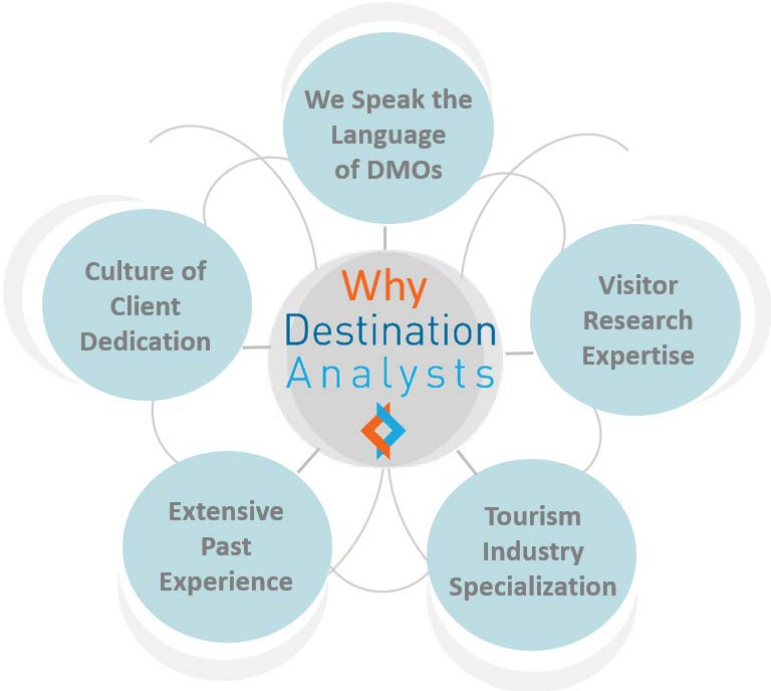 We Speak the
Language
of DMOs
Culture of
Client
Dedication
Why
Destination
Analysts
Visitor
Research
Expertise
Extensive
Past
Experience
Tourism
Industry
Specialization